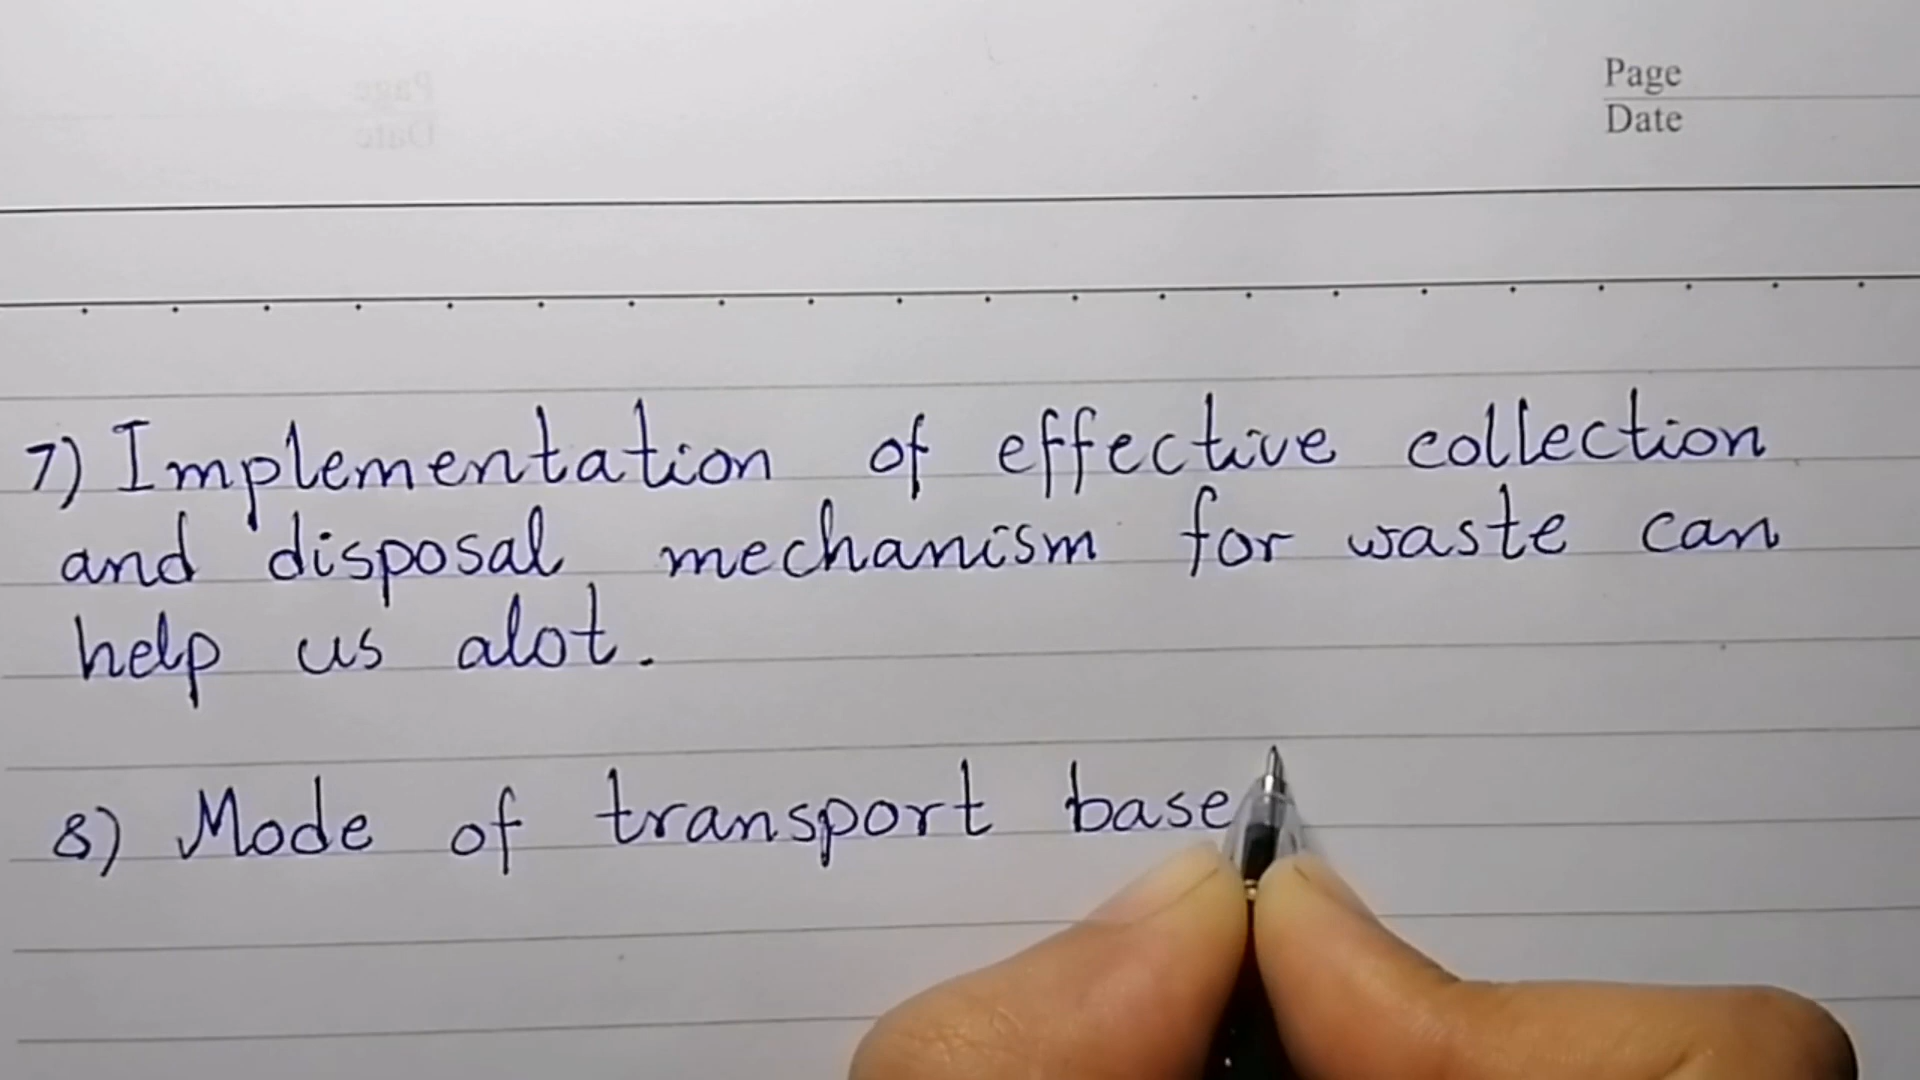 Page
Date
7) Implementation of effective collection
and disposal mechanism for waste can
help us alot.
8) Mode of transport base